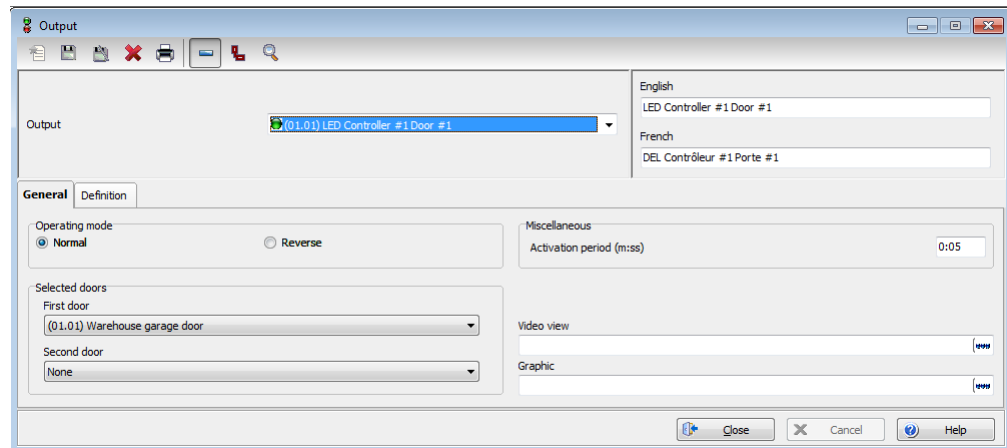 Output
English
LED Controller #1 Door #1
Output
(01.01) LED Controller #1 Door #1
French
DEL Contrôleur #1 Porte #1
General
Definition
Operating mode
Normal
Reverse
Miscellaneous
Activation period (m:ss)
0:05
Selected doors
First door
(01.01) Warehouse garage door
Second door
None
Video view
Graphic
Close
Cancel
Help